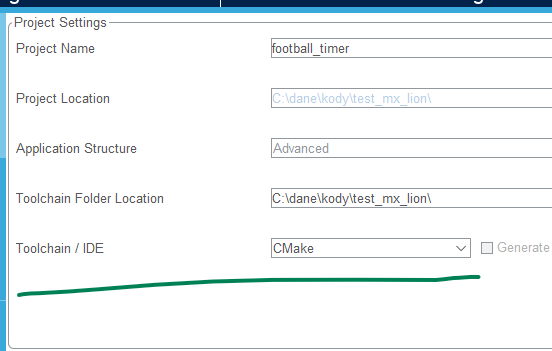 Project Settings
Project Name football_timer
Project Location C:\dane\kody\test_mx_lion\
Application Structure Advanced
Toolchain Folder Location C:\dane\kody\test_mx_lion\
Toolchain / IDE CMake Generate